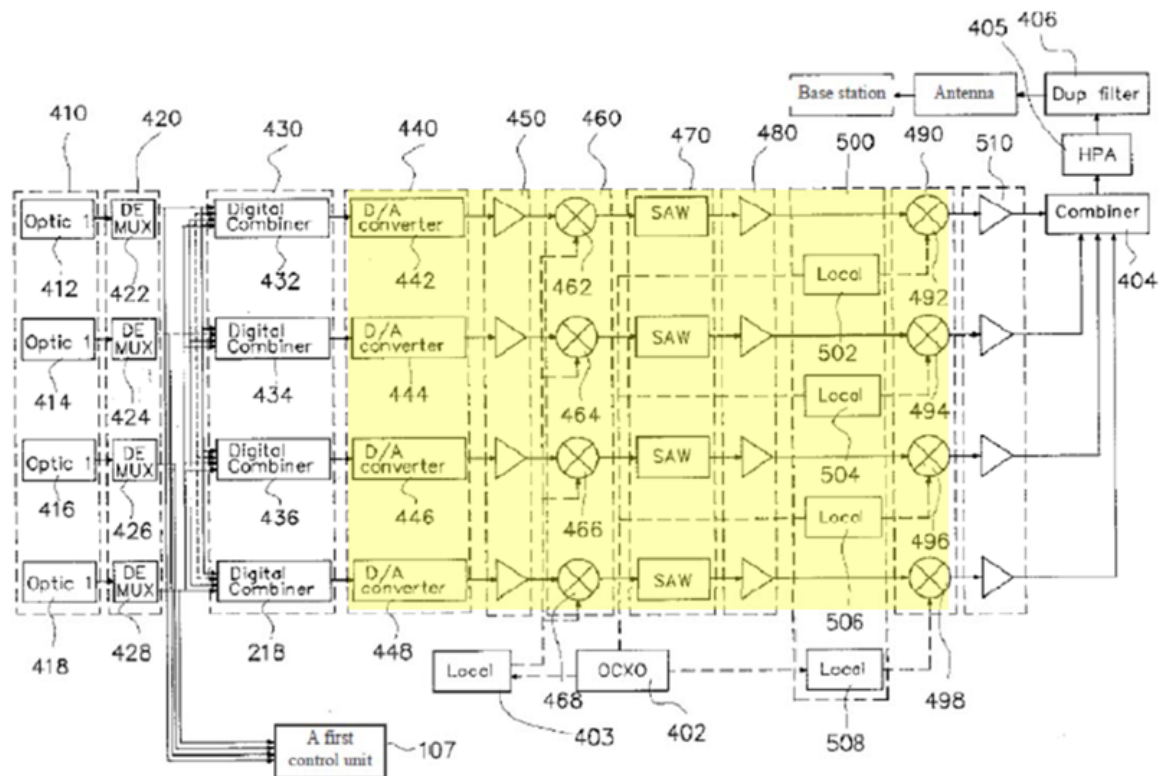 405
406
Base station
Antenna
Dup filter
410
420
430
440
450
460
470
480
500
490
510
HPA
Optic 1
DE
MUX
Digital
Combiner
D/A
converter
SAW
Combiner
412
422
432
442
462
Local
492
404
Optic 1
DE
MUX
Digital
Combiner
D/A
converter
SAW
502
414
424
434
444
464
Local
494
Optic 1
DE
MUX
Digital
Combiner
D/A
converter
SAW
504
416
426
436
446
466
Local
496
Optic 1
DE
MUX
Digital
Combiner
D/A
converter
SAW
506
418
428
218
448
Local
468
OCXO
Local
498
403
402
508
A first
control unit
107